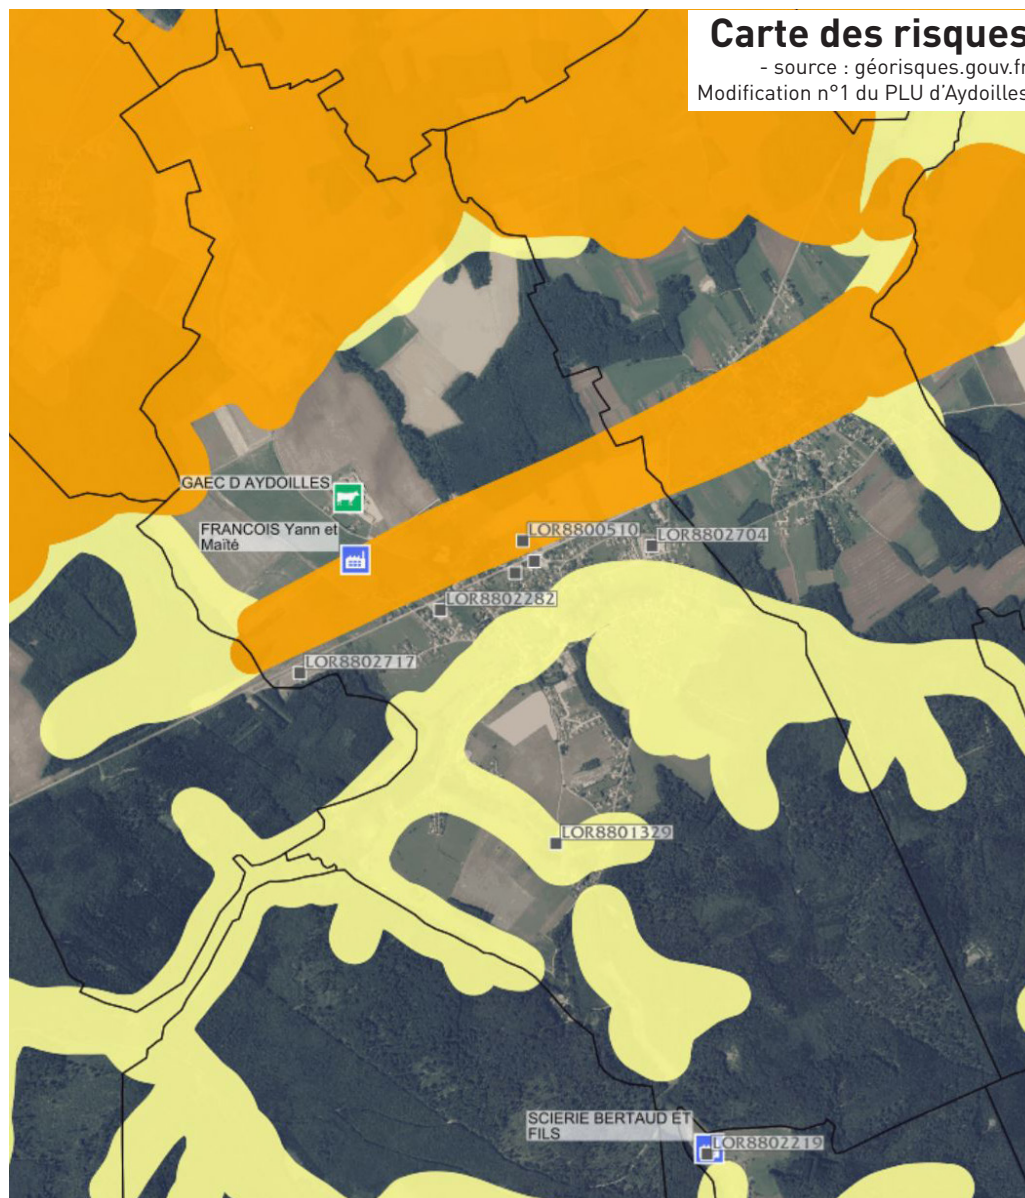 Carte des risques
- source : géorisques.gouv.fr
Modification n°1 du PLU d'Aydoilles
GAEC D AYDOILLES
FRANCOIS Yann et
Maïté
LOR8800510
LOR8802704
LOR8802282
LOR8802717
LOR8801329
SCIERIE BERTAUD ET
FILS
LOR8802219